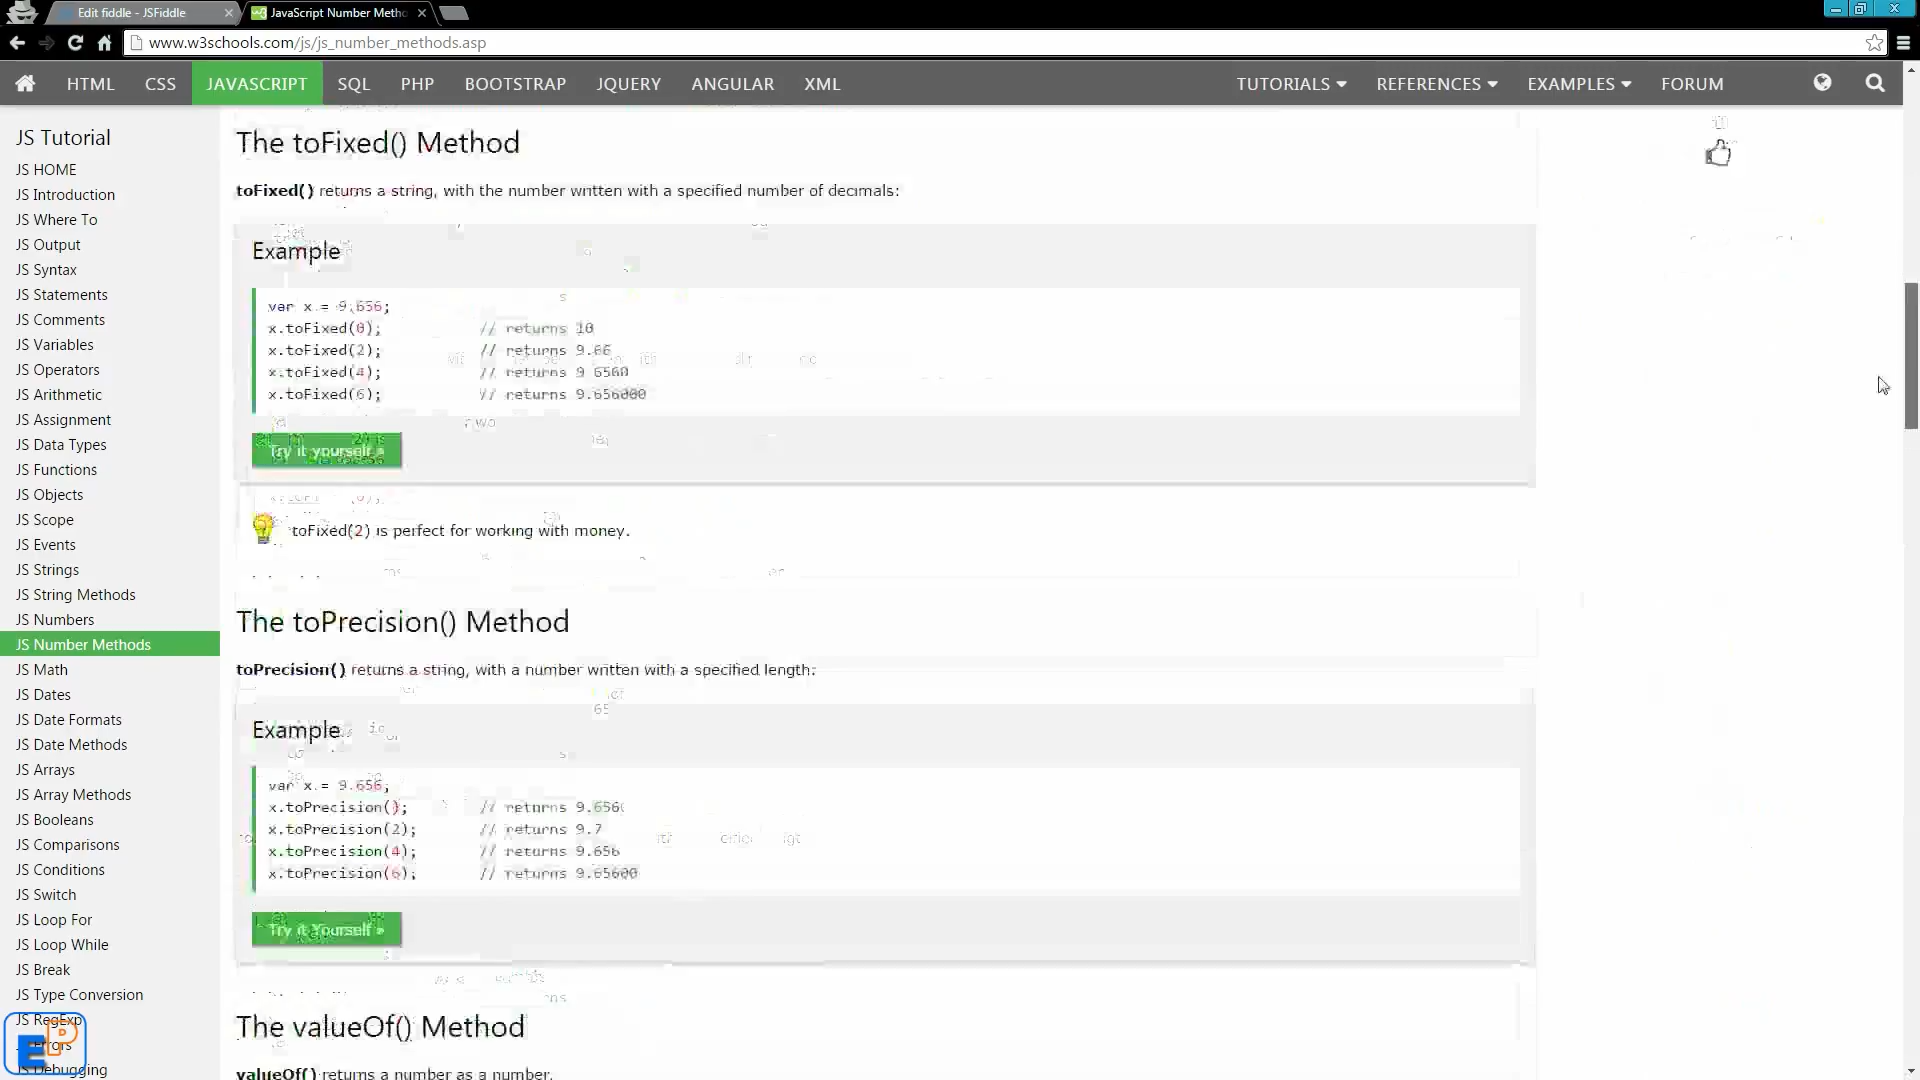 Edit fiddle - JSFiddle
JavaScript Number Metho
www.w3schools.com/js/js_number_methods.asp
HTML CSS JAVASCRIPT SQL PHP BOOTSTRAP JQUERY ANGULAR XML TUTORIALS REFERENCES EXAMPLES FORUM
JS Tutorial
JS HOME
JS Introduction
JS Where To
JS Output
JS Syntax
JS Statements
JS Comments
JS Variables
JS Operators
JS Arithmetic
JS Assignment
JS Data Types
JS Functions
JS Objects
JS Scope
JS Events
JS Strings
JS String Methods
JS Numbers
JS Number Methods
JS Math
JS Dates
JS Date Formats
JS Date Methods
JS Arrays
JS Array Methods
JS Booleans
JS Comparisons
JS Conditions
JS Switch
JS Loop For
JS Loop While
JS Break
JS Type Conversion
JS RegExp
Errors
Debugging
EP
The toFixed() Method
toFixed() returns a string, with the number written with a specified number of decimals:
Example
var x = 9.656;
x.toFixed(0); // returns 10
x.toFixed(2); // returns 9.66
x.toFixed(4); // returns 9.6560
x.toFixed(6); // returns 9.656000
Try it yourself »
toFixed(2) is perfect for working with money.
The toPrecision() Method
toPrecision() returns a string, with a number written with a specified length:
Example
var x = 9.656;
x.toPrecision(); // returns 9.656
x.toPrecision(2); // returns 9.7
x.toPrecision(4); // returns 9.656
x.toPrecision(6); // returns 9.65600
Try it Yourself »
The valueOf() Method
valueOf() returns a number as a number.